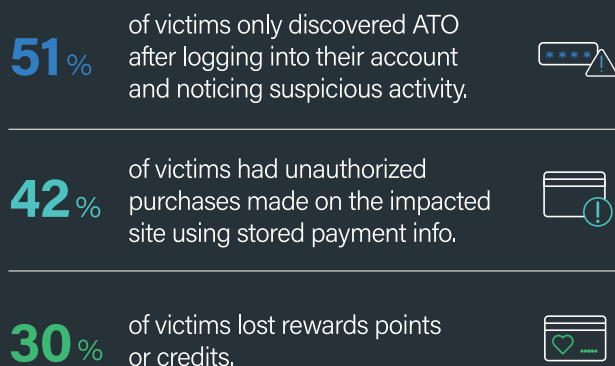 51%
of victims only discovered ATO
after logging into their account
and noticing suspicious activity.
****
42%
of victims had unauthorized
purchases made on the impacted
site using stored payment info.
30%
of victims lost rewards points
or credits.